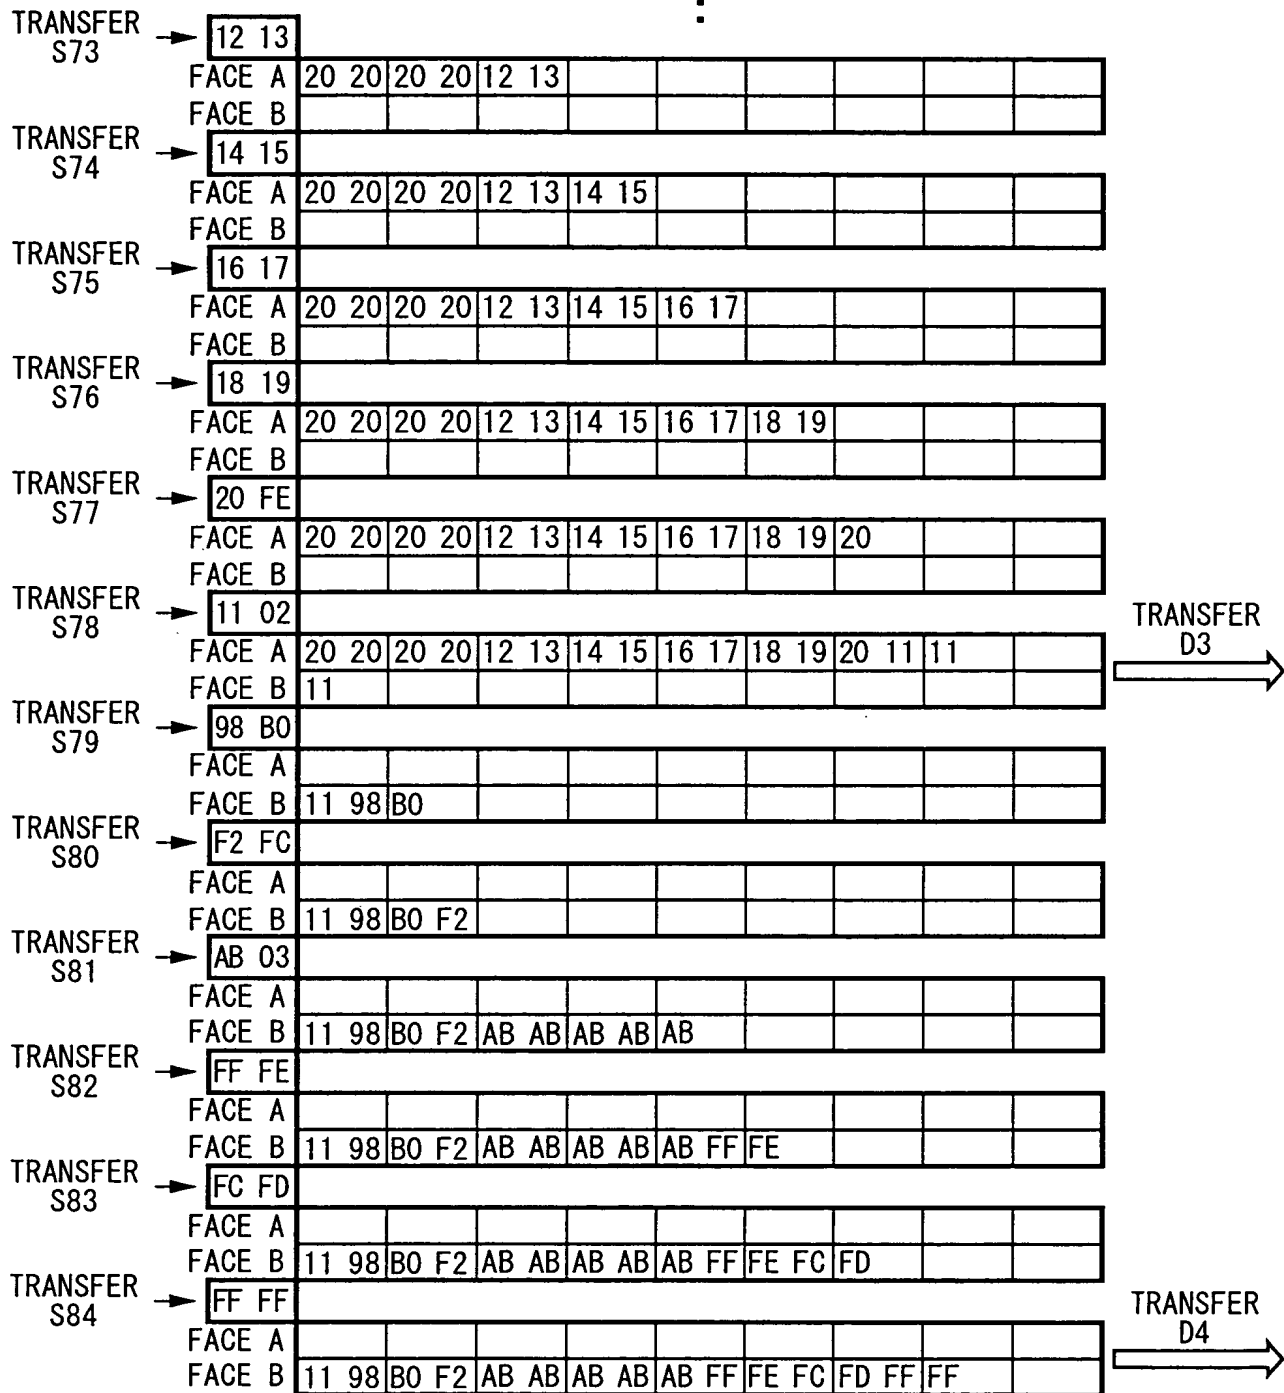 TRANSFER S73 12 13
FACE A 20 20 20 20 12 13
FACE B
TRANSFER S74 14 15
FACE A 20 20 20 20 12 13 14 15
FACE B
TRANSFER S75 16 17
FACE A 20 20 20 20 12 13 14 15 16 17
FACE B
TRANSFER S76 18 19
FACE A 20 20 20 20 12 13 14 15 16 17 18 19
FACE B
TRANSFER S77 20 FE
FACE A 20 20 20 20 12 13 14 15 16 17 18 19 20
FACE B
TRANSFER S78 11 02
FACE A 20 20 20 20 12 13 14 15 16 17 18 19 20 11 11
FACE B 11
TRANSFER D3
TRANSFER S79 98 B0
FACE A
FACE B 11 98 B0
TRANSFER S80 F2 FC
FACE A
FACE B 11 98 B0 F2
TRANSFER S81 AB 03
FACE A
FACE B 11 98 B0 F2 AB AB AB AB AB
TRANSFER S82 FF FE
FACE A
FACE B 11 98 B0 F2 AB AB AB AB AB FF FE
TRANSFER S83 FC FD
FACE A
FACE B 11 98 B0 F2 AB AB AB AB AB FF FE FC FD
TRANSFER S84 FF FF
FACE A
FACE B 11 98 B0 F2 AB AB AB AB AB FF FE FC FD FF FF
TRANSFER D4